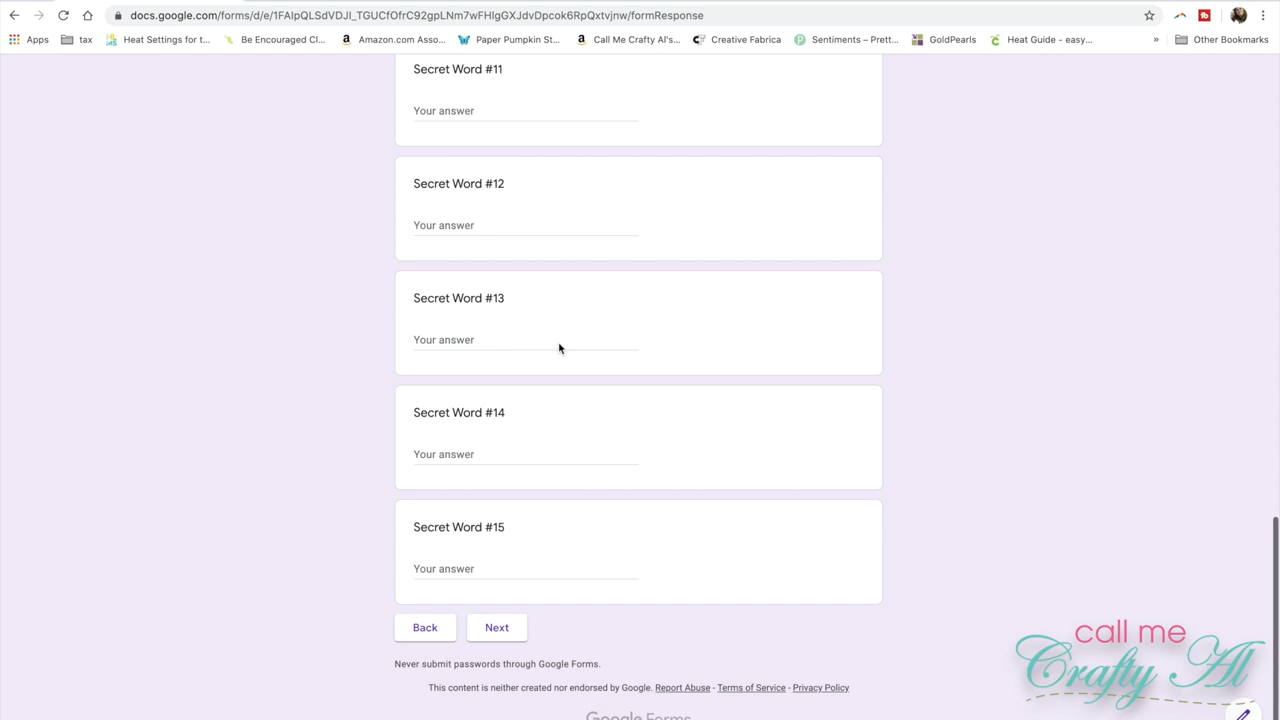 docs.google.com/forms/d/e/1FAIpQLSdVDJI_TGUCfOfrC92gpLNm7wFHIgGXJdvDpcok6RpQxtvjnw/formResponse
Apps tax Heat Settings for t... Be Encouraged Cl... Amazon.com Asso... Paper Pumpkin St... Call Me Crafty Al's... Creative Fabrica Sentiments – Prett... GoldPearls Heat Guide - easy... » Other Bookmarks
Secret Word #11
Your answer
Secret Word #12
Your answer
Secret Word #13
Your answer
Secret Word #14
Your answer
Secret Word #15
Your answer
Back Next
Never submit passwords through Google Forms.
This content is neither created nor endorsed by Google. Report Abuse - Terms of Service - Privacy Policy
Google Forms
call me
Crafty Al